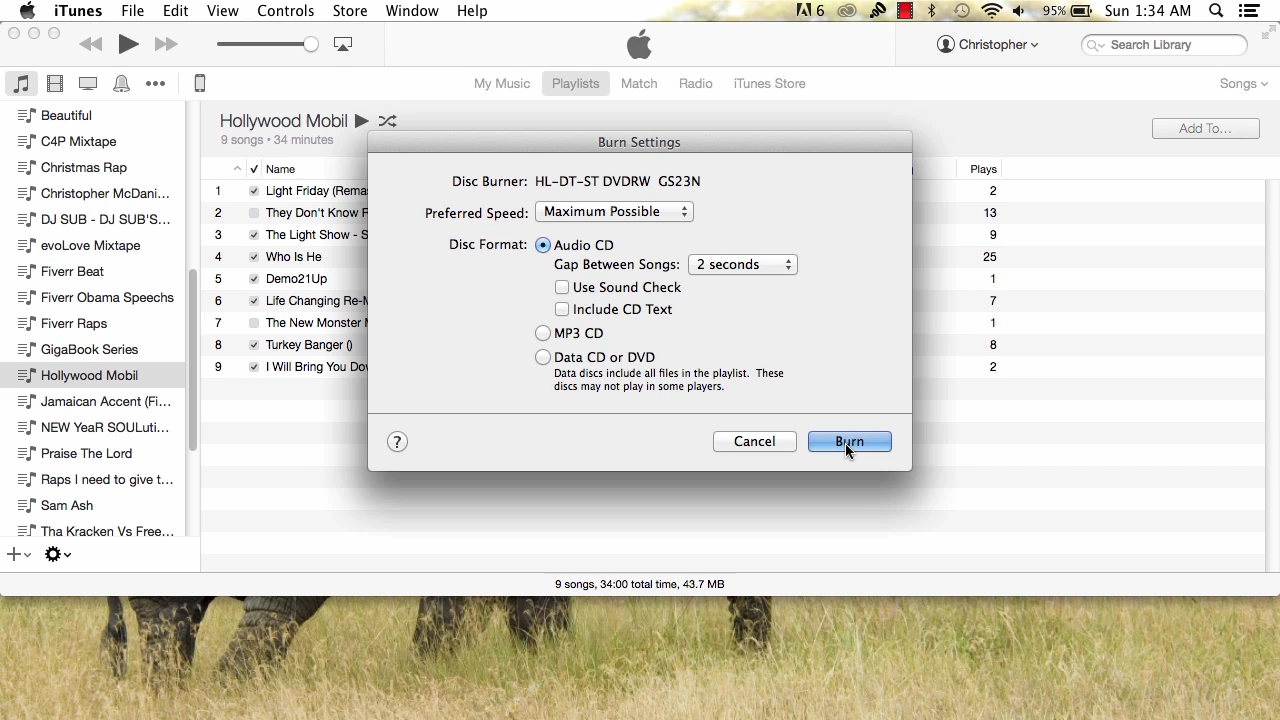 iTunes File Edit View Controls Store Window Help 6 95% Sun 1:34 AM
Christopher Search Library
My Music Playlists Match Radio iTunes Store Songs
Beautiful
C4P Mixtape
Christmas Rap
Christopher McDani...
DJ SUB - DJ SUB'S...
evoLove Mixtape
Fiverr Beat
Fiverr Obama Speechs
Fiverr Raps
GigaBook Series
Hollywood Mobil
Jamaican Accent (Fi...
NEW YeaR SOULuti...
Praise The Lord
Raps I need to give t...
Sam Ash
Tha Kracken Vs Free...
Hollywood Mobil
9 songs • 34 minutes
Add To...
Name Plays
1 Light Friday (Rema 2
2 They Don't Know 13
3 The Light Show - S 9
4 Who Is He 25
5 Demo21Up 1
6 Life Changing Re-M 7
7 The New Monster 1
8 Turkey Banger () 8
9 I Will Bring You Dov 2
Burn Settings
Disc Burner: HL-DT-ST DVDRW GS23N
Preferred Speed: Maximum Possible
Disc Format: Audio CD
Gap Between Songs: 2 seconds
Use Sound Check
Include CD Text
MP3 CD
Data CD or DVD
Data discs include all files in the playlist. These
discs may not play in some players.
? Cancel Burn
9 songs, 34:00 total time, 43.7 MB